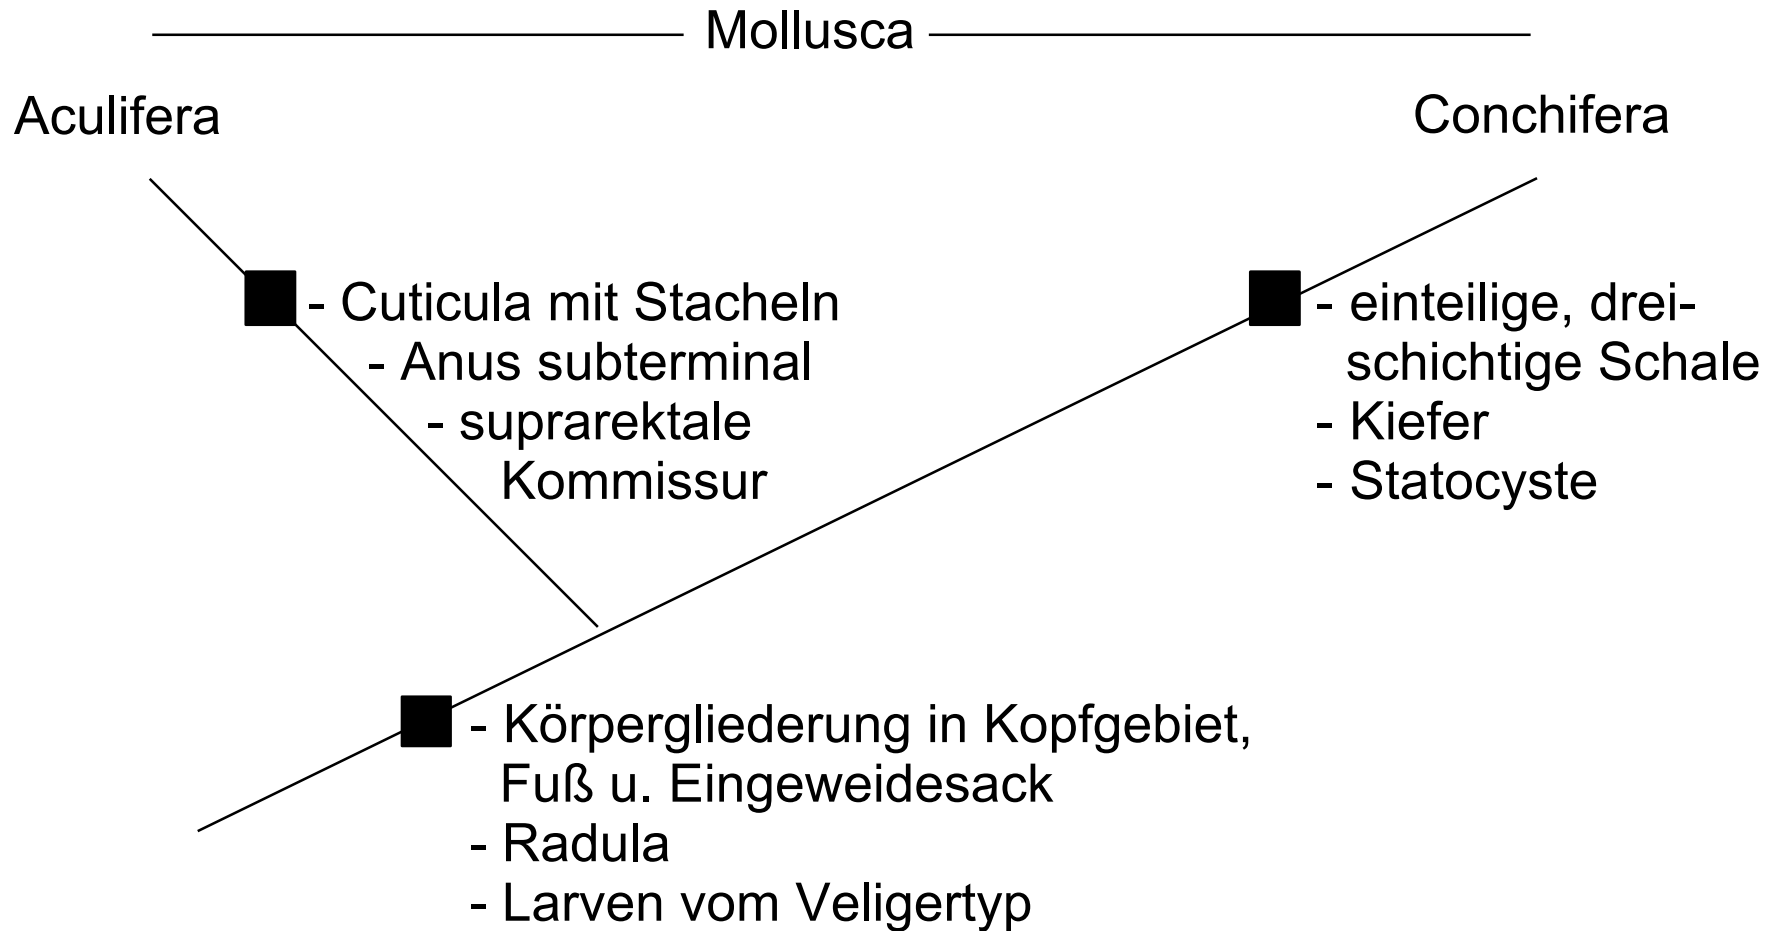 Mollusca
Aculifera
Conchifera
- Cuticula mit Stacheln
- Anus subterminal
- suprarektale
Kommissur
- einteilige, drei-
schichtige Schale
- Kiefer
- Statocyste
- Körpergliederung in Kopfgebiet,
Fuß u. Eingeweidesack
- Radula
- Larven vom Veligertyp